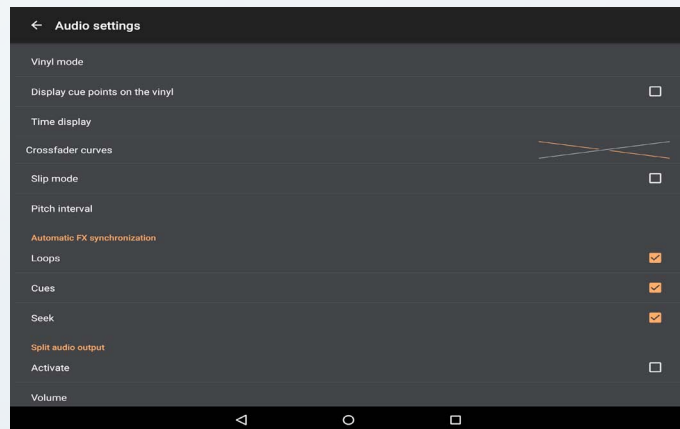 Audio settings
Vinyl mode
Display cue points on the vinyl
Time display
Crossfader curves
Slip mode
Pitch interval
Automatic FX synchronization
Loops
Cues
Seek
Split audio output
Activate
Volume